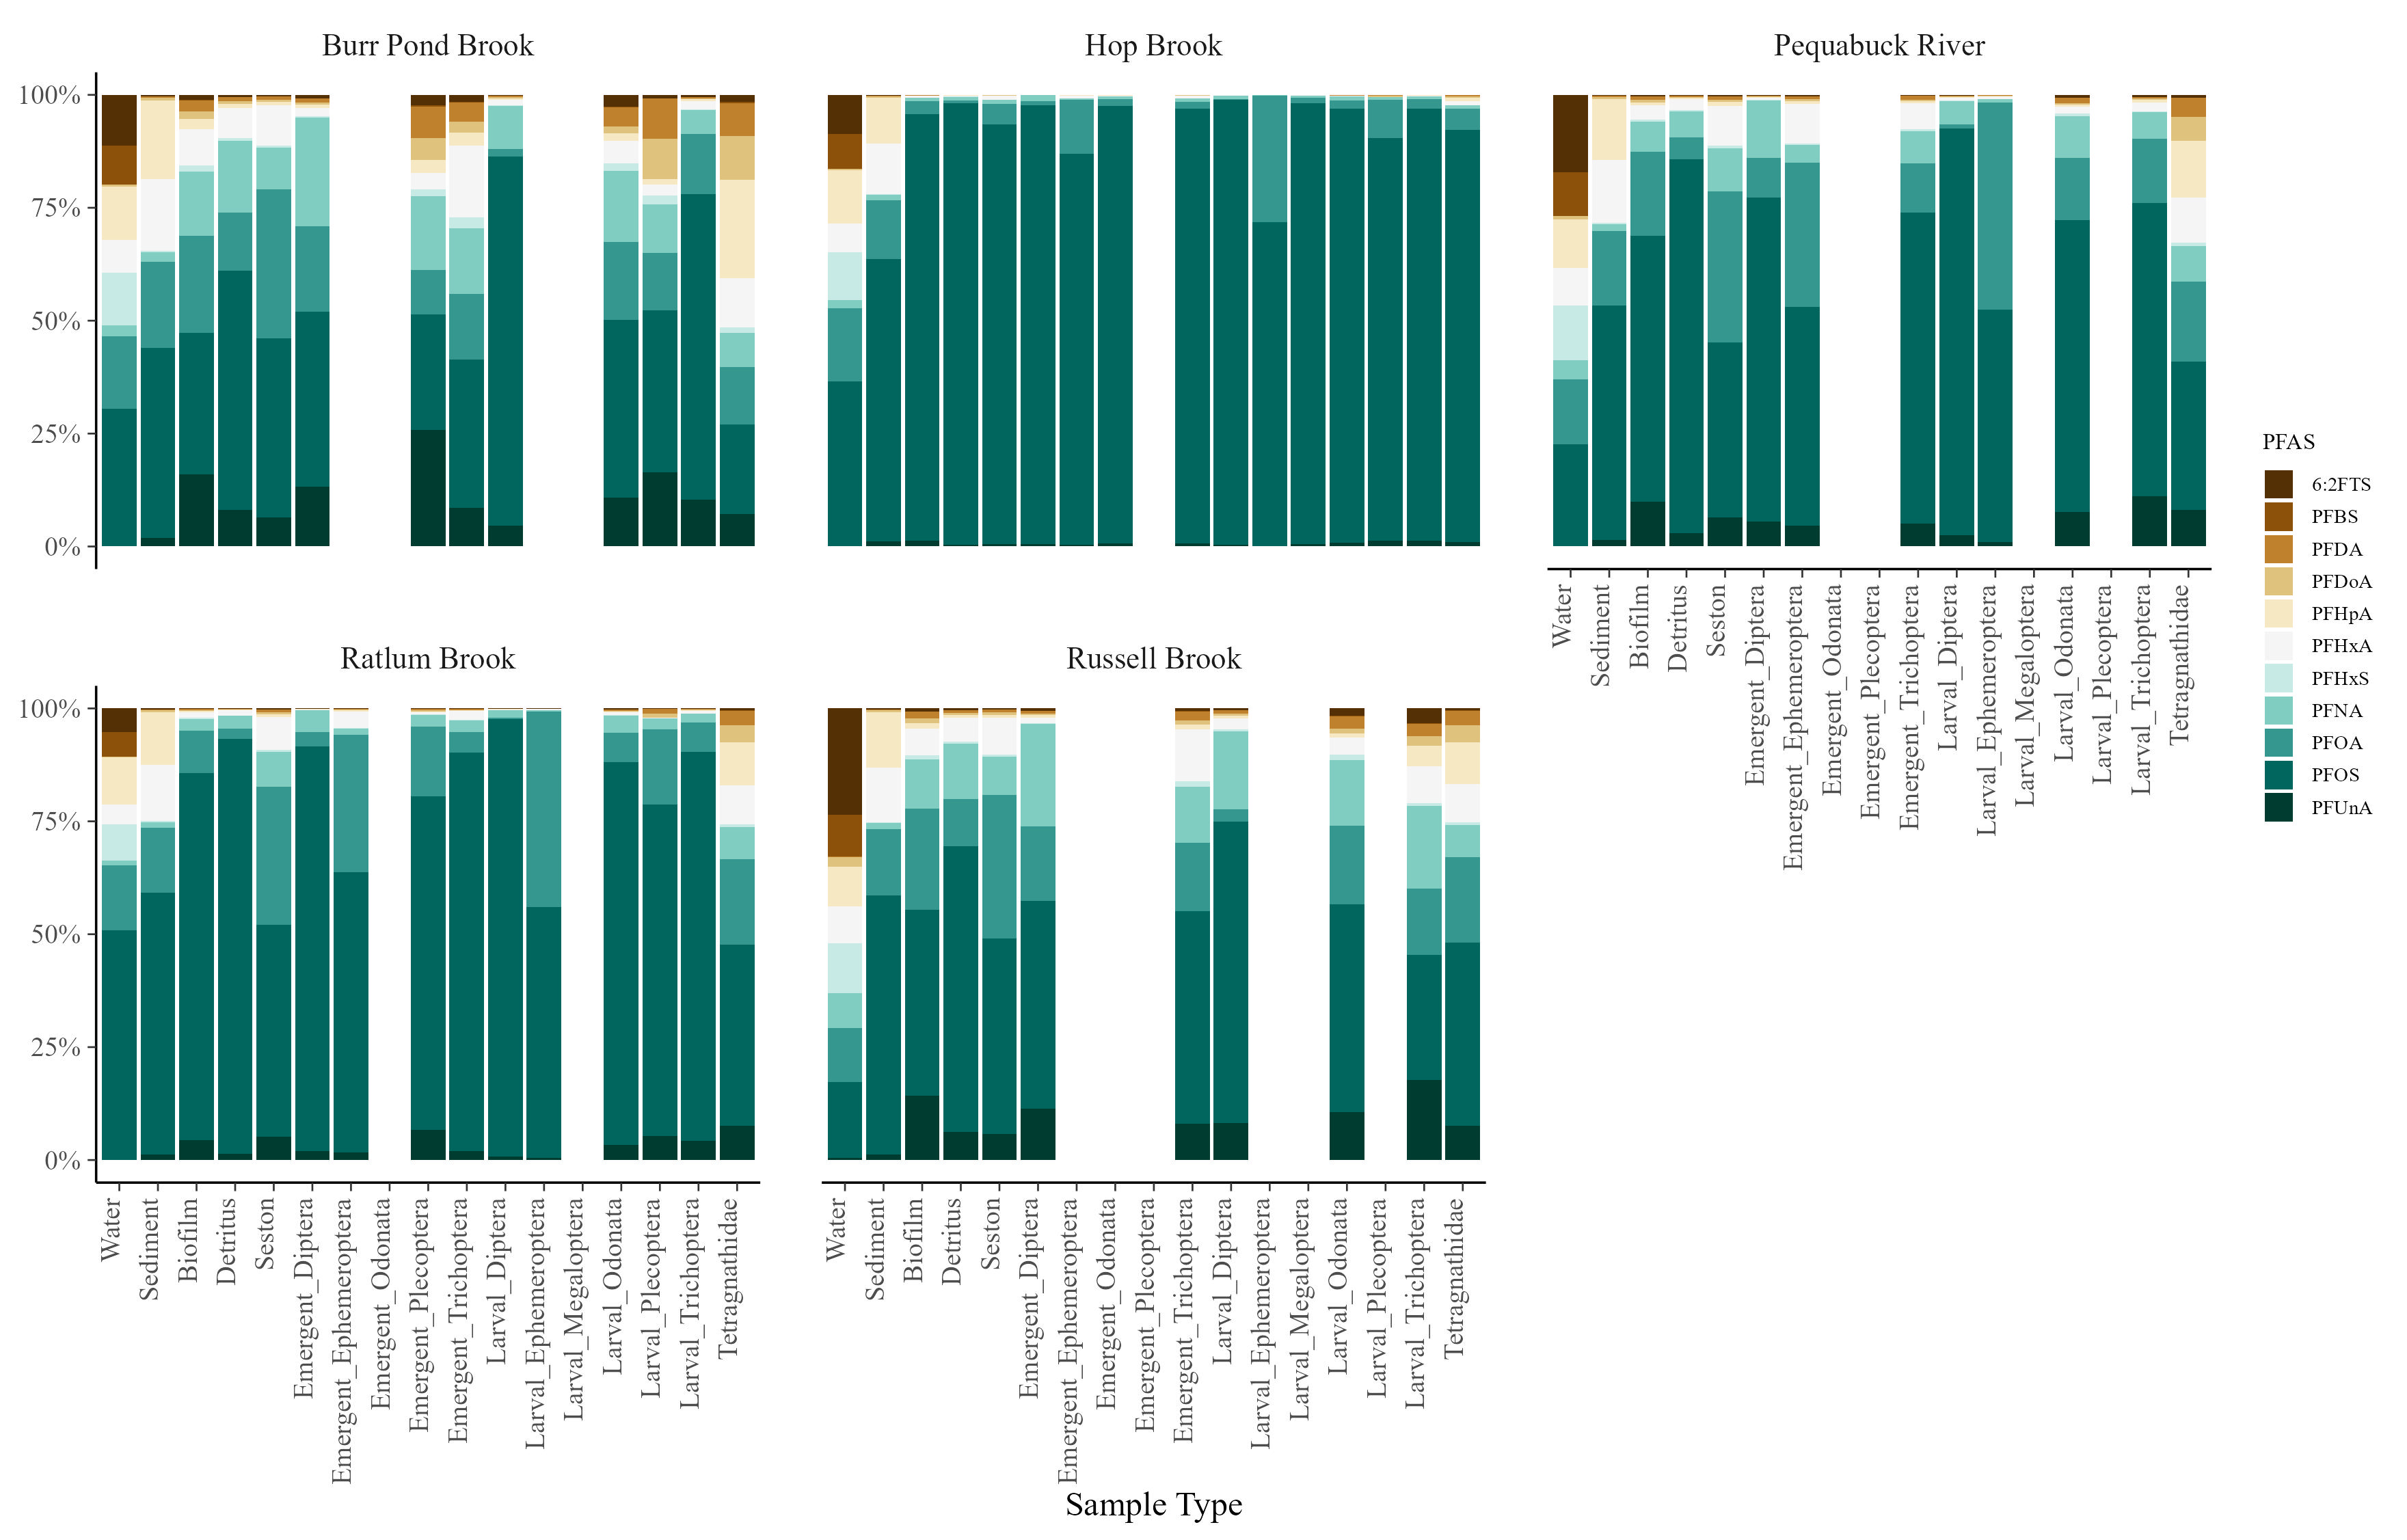 Burr Pond Brook
Hop Brook
Pequabuck River
100%
75%
50%
25%
0%
Water
Sediment
Biofilm
Detritus
Seston
Emergent_Diptera
Emergent_Ephemeroptera
Emergent_Odonata
Emergent_Plecoptera
Emergent_Trichoptera
Larval_Diptera
Larval_Ephemeroptera
Larval_Megaloptera
Larval_Odonata
Larval_Plecoptera
Larval_Trichoptera
Tetragnathidae
PFAS
6:2FTS
PFBS
PFDA
PFDoA
PFHpA
PFHxA
PFHxS
PFNA
PFOA
PFOS
PFUnA
Ratlum Brook
Russell Brook
100%
75%
50%
25%
0%
Water
Sediment
Biofilm
Detritus
Seston
Emergent_Diptera
Emergent_Ephemeroptera
Emergent_Odonata
Emergent_Plecoptera
Emergent_Trichoptera
Larval_Diptera
Larval_Ephemeroptera
Larval_Megaloptera
Larval_Odonata
Larval_Plecoptera
Larval_Trichoptera
Tetragnathidae
Water
Sediment
Biofilm
Detritus
Seston
Emergent_Diptera
Emergent_Ephemeroptera
Emergent_Odonata
Emergent_Plecoptera
Emergent_Trichoptera
Larval_Diptera
Larval_Ephemeroptera
Larval_Megaloptera
Larval_Odonata
Larval_Plecoptera
Larval_Trichoptera
Tetragnathidae
Sample Type